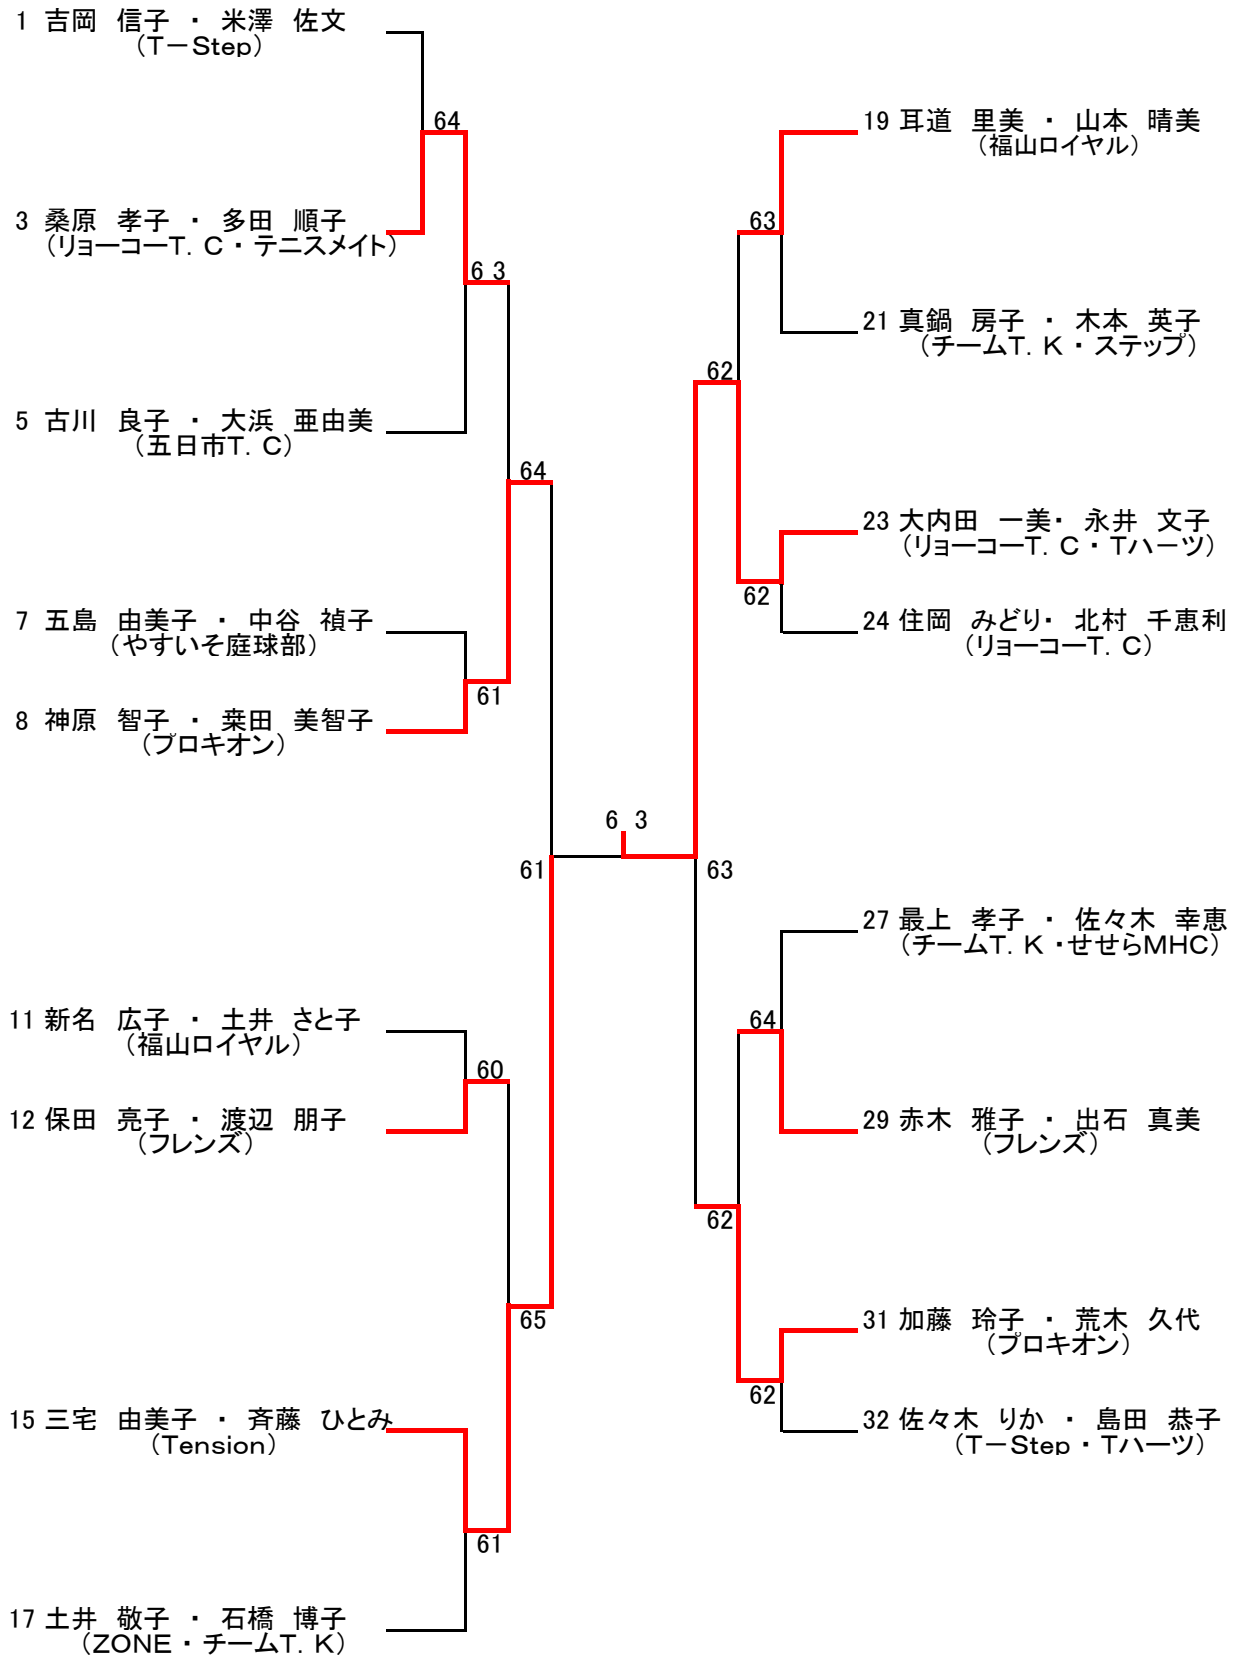 1 吉岡 信子 ・ 米澤 佐文
（T－Step）
64
3 桑原 孝子 ・ 多田 順子
（リョーコーT. C・テニスメイト）
6 3
5 古川 良子 ・ 大浜 亜由美
（五日市T. C）
64
7 五島 由美子 ・ 中谷 禎子
（やすいそ庭球部）
61
8 神原 智子 ・ 桒田 美智子
（プロキオン）
61
11 新名 広子 ・ 土井 さと子
（福山ロイヤル）
60
12 保田 亮子 ・ 渡辺 朋子
（フレンズ）
65
15 三宅 由美子 ・ 斉藤 ひとみ
（Tension）
61
17 土井 敬子 ・ 石橋 博子
（ZONE・チームT. K）
6 3
19 耳道 里美 ・ 山本 晴美
（福山ロイヤル）
63
21 真鍋 房子 ・ 木本 英子
（チームT. K・ステップ）
62
23 大内田 一美・ 永井 文子
（リョーコーT. C・Tハーツ）
62
24 住岡 みどり・ 北村 千恵利
（リョーコーT. C）
63
27 最上 孝子 ・ 佐々木 幸恵
（チームT. K・せせらMHC）
64
29 赤木 雅子 ・ 出石 真美
（フレンズ）
62
31 加藤 玲子 ・ 荒木 久代
（プロキオン）
62
32 佐々木 りか ・ 島田 恭子
（T－Step・Tハーツ）